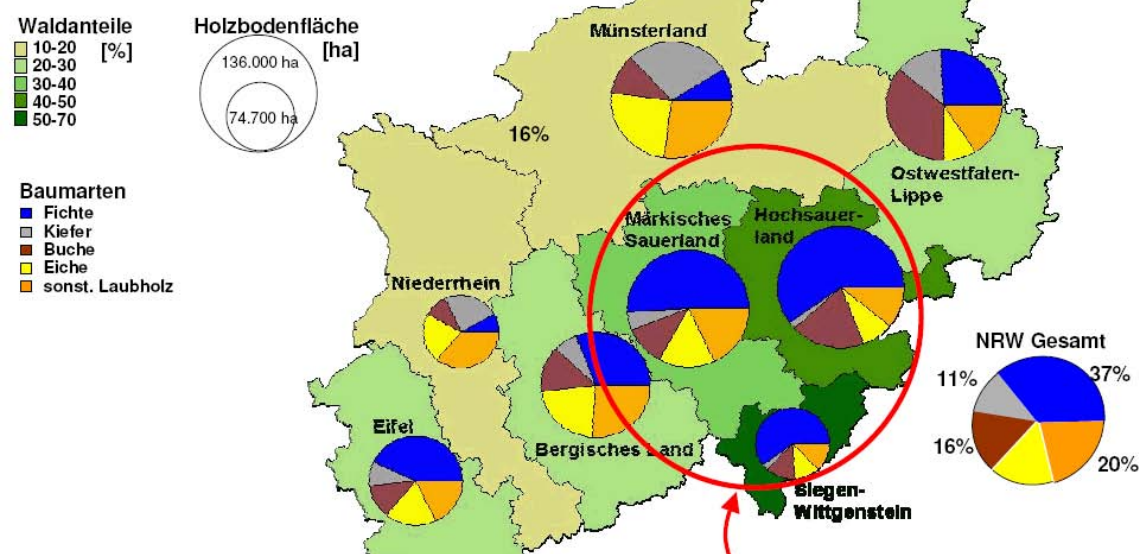 Waldanteile
[%]
10-20
20-30
30-40
40-50
50-70
Holzbodenfläche
[ha]
136.000 ha
74.700 ha
Baumarten
Fichte
Kiefer
Buche
Eiche
sonst. Laubholz
Münsterland
16%
Ostwestfalen-
Lippe
Märkisches
Sauerland
Hochsauer-
land
Niederrhein
Eifel
Bergisches Land
Siegen-
Wittgenstein
NRW Gesamt
11%
37%
16%
20%